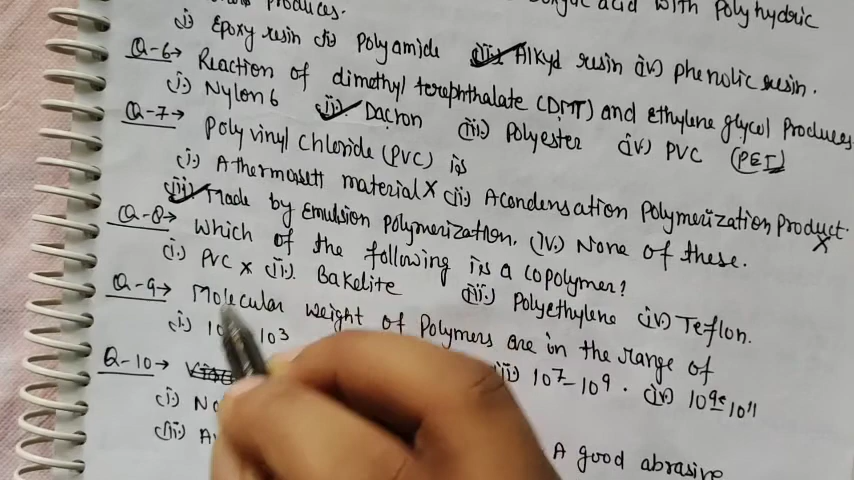 produces. acid with Polyhydric
(i) Epoxy resin (ii) Polyamide (iii) Alkyd resin (iv) Phenolic resin.
Q-6→ Reaction of dimethyl terephthalate (DMT) and ethylene glycol Produces
(i) Nylon 6 (ii) Dacron (iii) Polyester (iv) PVC (PET)
Q-7→ Polyvinyl Chloride (PVC) is
(i) A thermosett material X (ii) A condensation Polymerization Product. X
(iii) Made by Emulsion Polymerization. (iv) None of these.
Q-8→ Which of the following is a copolymer?
(i) PVC X (ii) Bakelite (iii) Polyethylene (iv) Teflon.
Q-9→ Molecular weight of Polymers are in the range of
(i) 10 10³ 10⁷-10⁹. (iv) 10⁹-10¹¹
Q-10→
(i)
(iii) A good abrasive